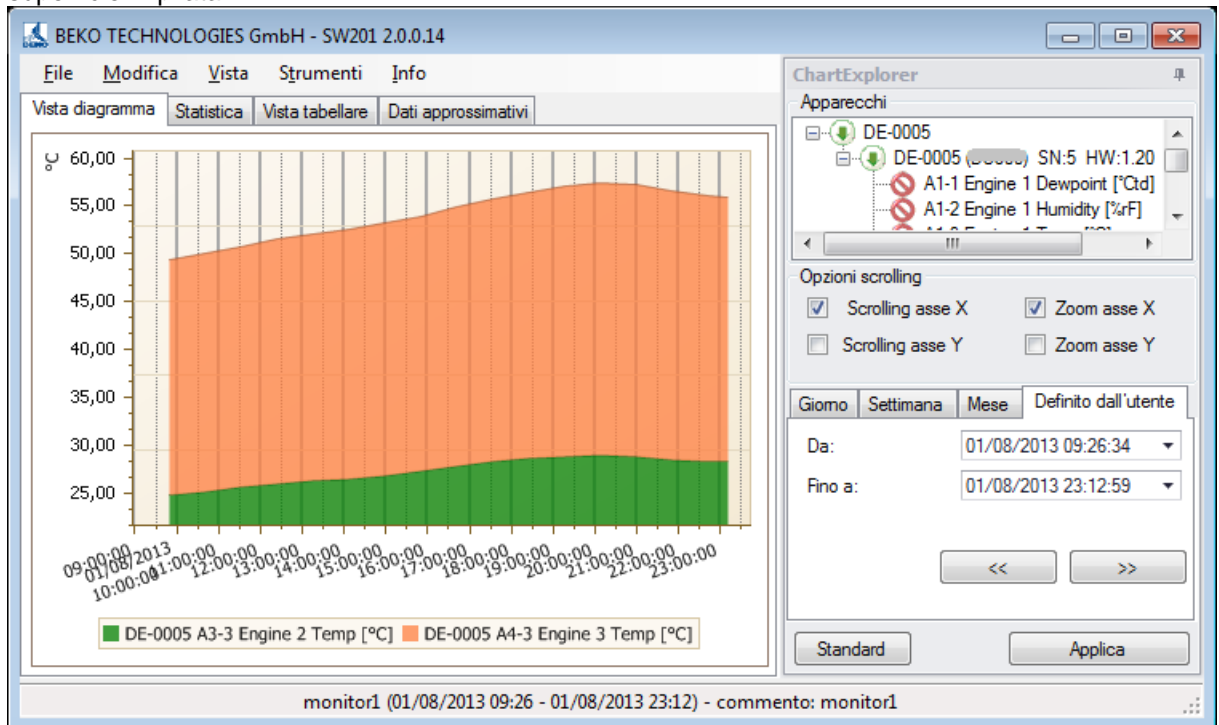 BEKO TECHNOLOGIES GmbH - SW201 2.0.0.14
File Modifica Vista Strumenti Info
Vista diagramma Statistica Vista tabellare Dati approssimativi
°C
60,00
55,00
50,00
45,00
40,00
35,00
30,00
25,00
09:00:00
01/08/2013
10:00:00
11:00:00
12:00:00
13:00:00
14:00:00
15:00:00
16:00:00
17:00:00
18:00:00
19:00:00
20:00:00
21:00:00
22:00:00
23:00:00
DE-0005 A3-3 Engine 2 Temp [°C] DE-0005 A4-3 Engine 3 Temp [°C]
ChartExplorer
Apparecchi
DE-0005
DE-0005 ( ) SN:5 HW:1.20
A1-1 Engine 1 Dewpoint [°Ctd]
A1-2 Engine 1 Humidity [%rF]
Opzioni scrolling
Scrolling asse X Zoom asse X
Scrolling asse Y Zoom asse Y
Giorno Settimana Mese Definito dall'utente
Da: 01/08/2013 09:26:34
Fino a: 01/08/2013 23:12:59
<< >>
Standard Applica
monitor1 (01/08/2013 09:26 - 01/08/2013 23:12) - commento: monitor1